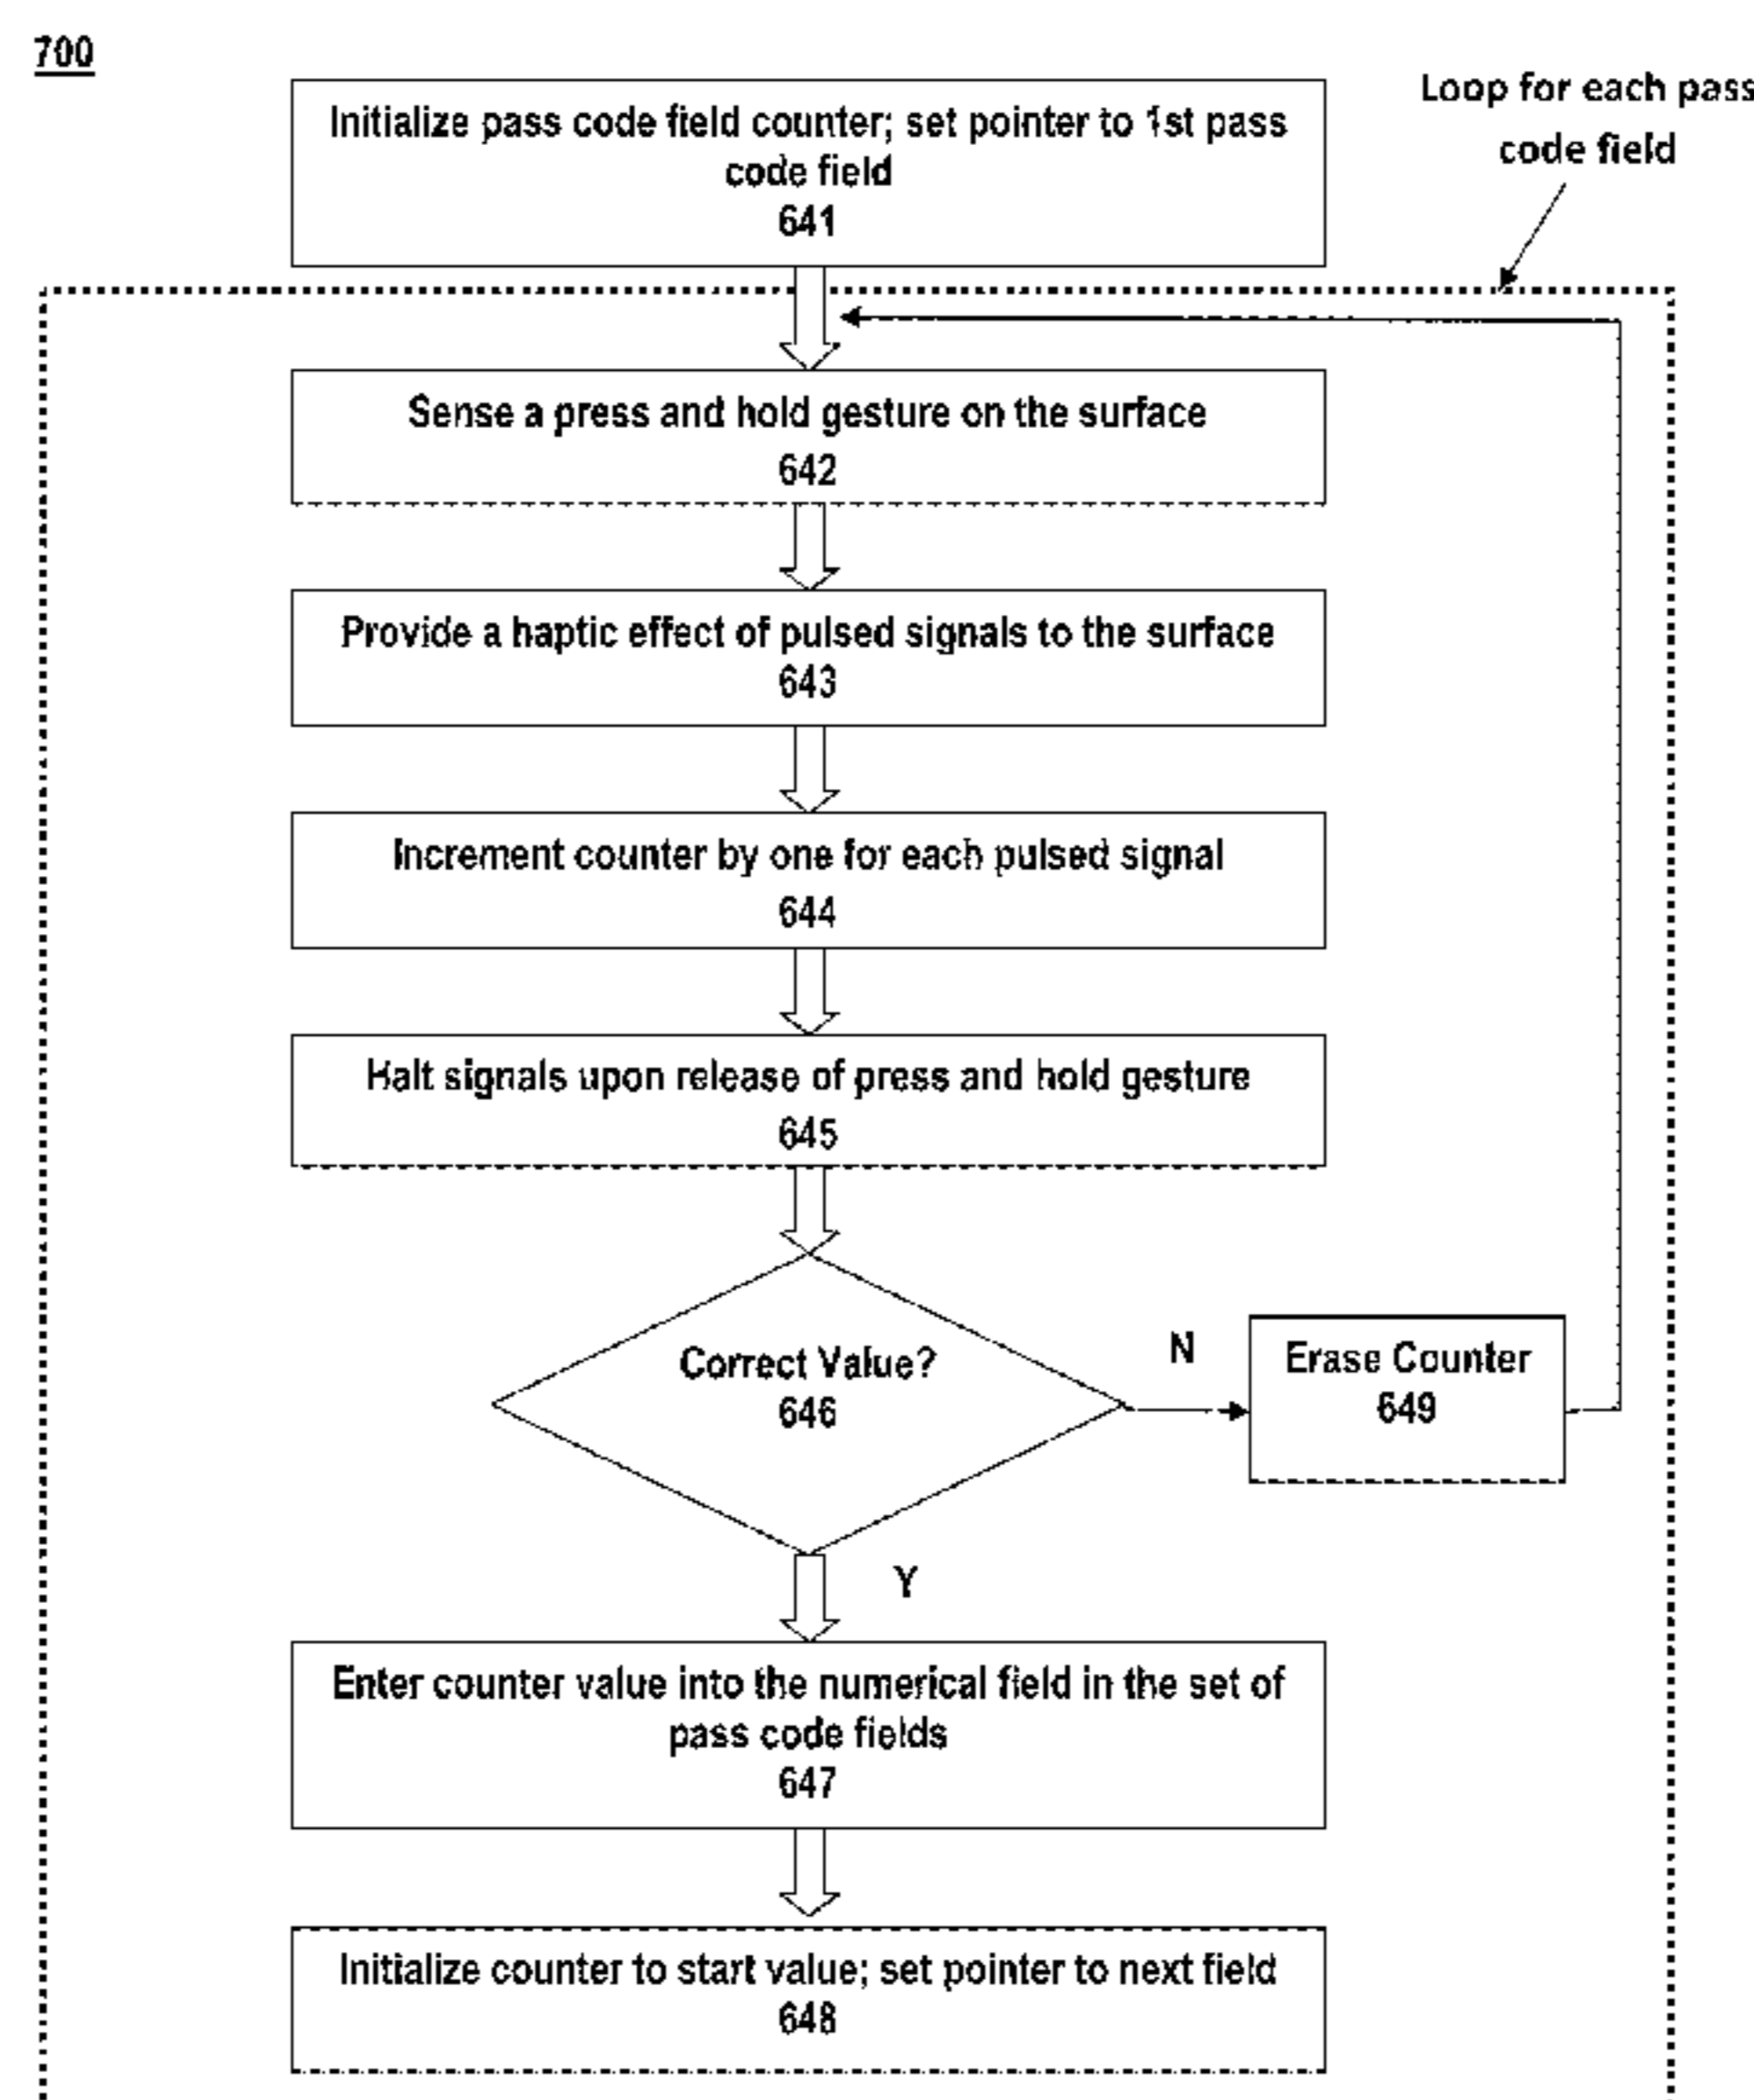 700
Loop for each pass
code field
Initialize pass code field counter; set pointer to 1st pass
code field
641
Sense a press and hold gesture on the surface
642
Provide a haptic effect of pulsed signals to the surface
643
Increment counter by one for each pulsed signal
644
Halt signals upon release of press and hold gesture
645
Correct Value?
646
N
Erase Counter
649
Y
Enter counter value into the numerical field in the set of
pass code fields
647
Initialize counter to start value; set pointer to next field
648